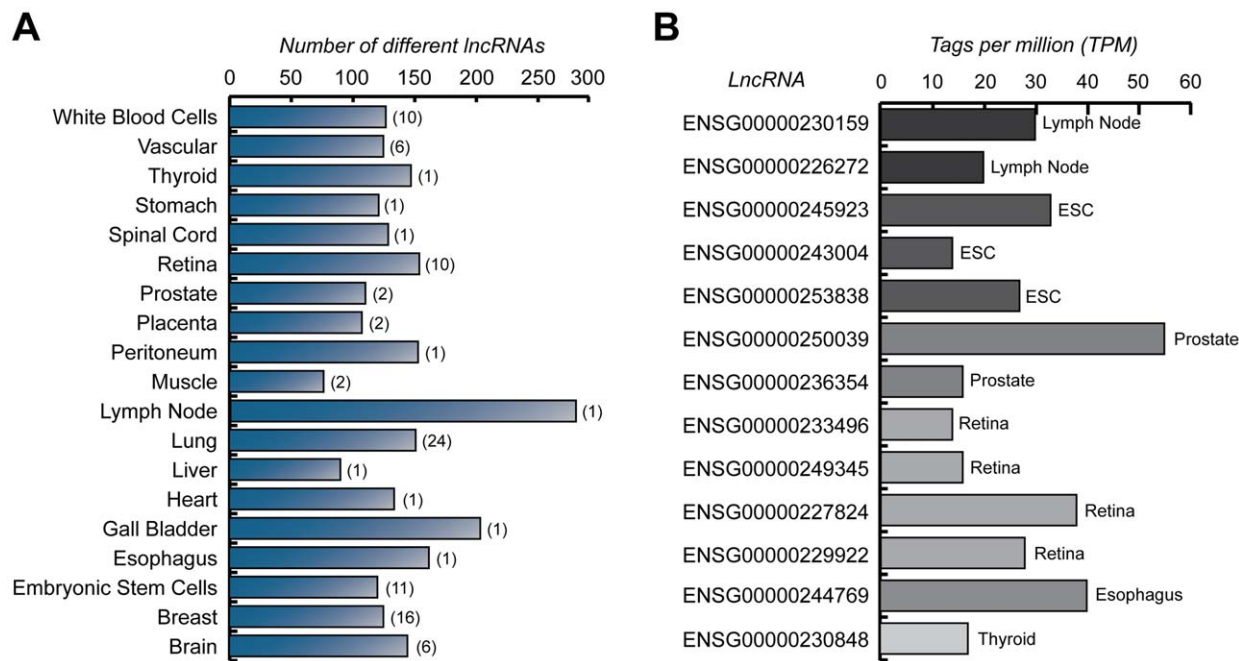 A
Number of different lncRNAs
0 50 100 150 200 250 300
White Blood Cells (10)
Vascular (6)
Thyroid (1)
Stomach (1)
Spinal Cord (1)
Retina (10)
Prostate (2)
Placenta (2)
Peritoneum (1)
Muscle (2)
Lymph Node (1)
Lung (24)
Liver (1)
Heart (1)
Gall Bladder (1)
Esophagus (1)
Embryonic Stem Cells (11)
Breast (16)
Brain (6)
B
Tags per million (TPM)
LncRNA
0 10 20 30 40 50 60
ENSG00000230159 Lymph Node
ENSG00000226272 Lymph Node
ENSG00000245923 ESC
ENSG00000243004 ESC
ENSG00000253838 ESC
ENSG00000250039 Prostate
ENSG00000236354 Prostate
ENSG00000233496 Retina
ENSG00000249345 Retina
ENSG00000227824 Retina
ENSG00000229922 Retina
ENSG00000244769 Esophagus
ENSG00000230848 Thyroid